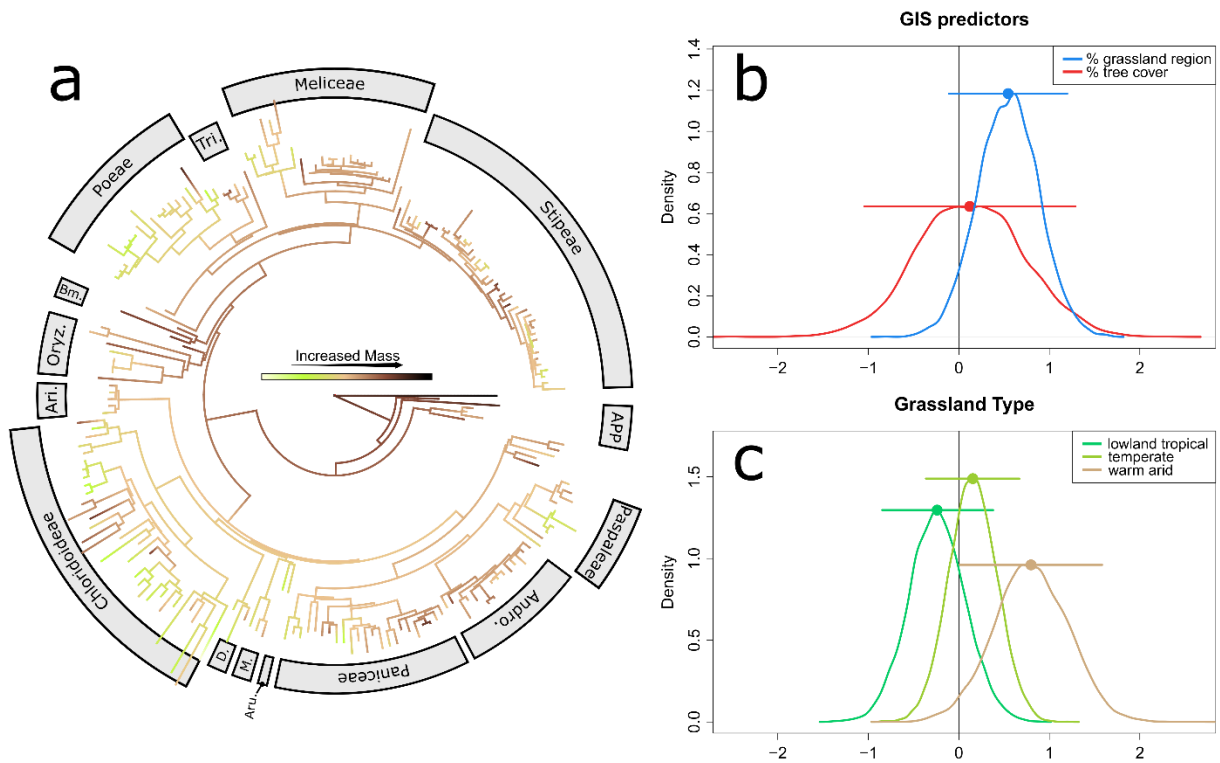 a
Meliceae
Tri.
Poeae
Stipeae
Bm.
Oryz.
Ari.
Increased Mass
APP
Chloridoideae
Paspaleae
Andro.
Paniceae
D.
M.
Aru.
GIS predictors
b
% grassland region
% tree cover
Density
1.4
1.2
1.0
0.8
0.6
0.4
0.2
0.0
−2 −1 0 1 2
Grassland Type
c
lowland tropical
temperate
warm arid
Density
1.5
1.0
0.5
0.0
−2 −1 0 1 2